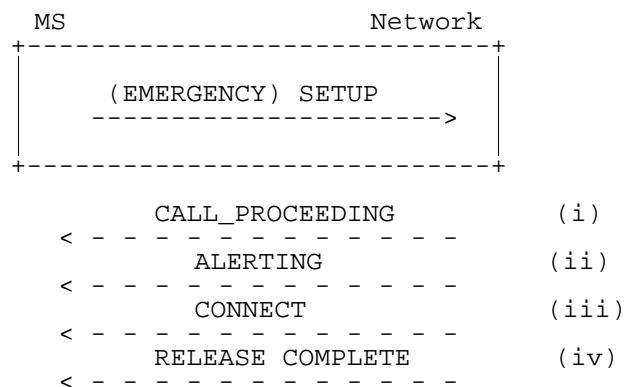 MS Network
(EMERGENCY) SETUP
CALL_PROCEEDING (i)
ALERTING (ii)
CONNECT (iii)
RELEASE COMPLETE (iv)